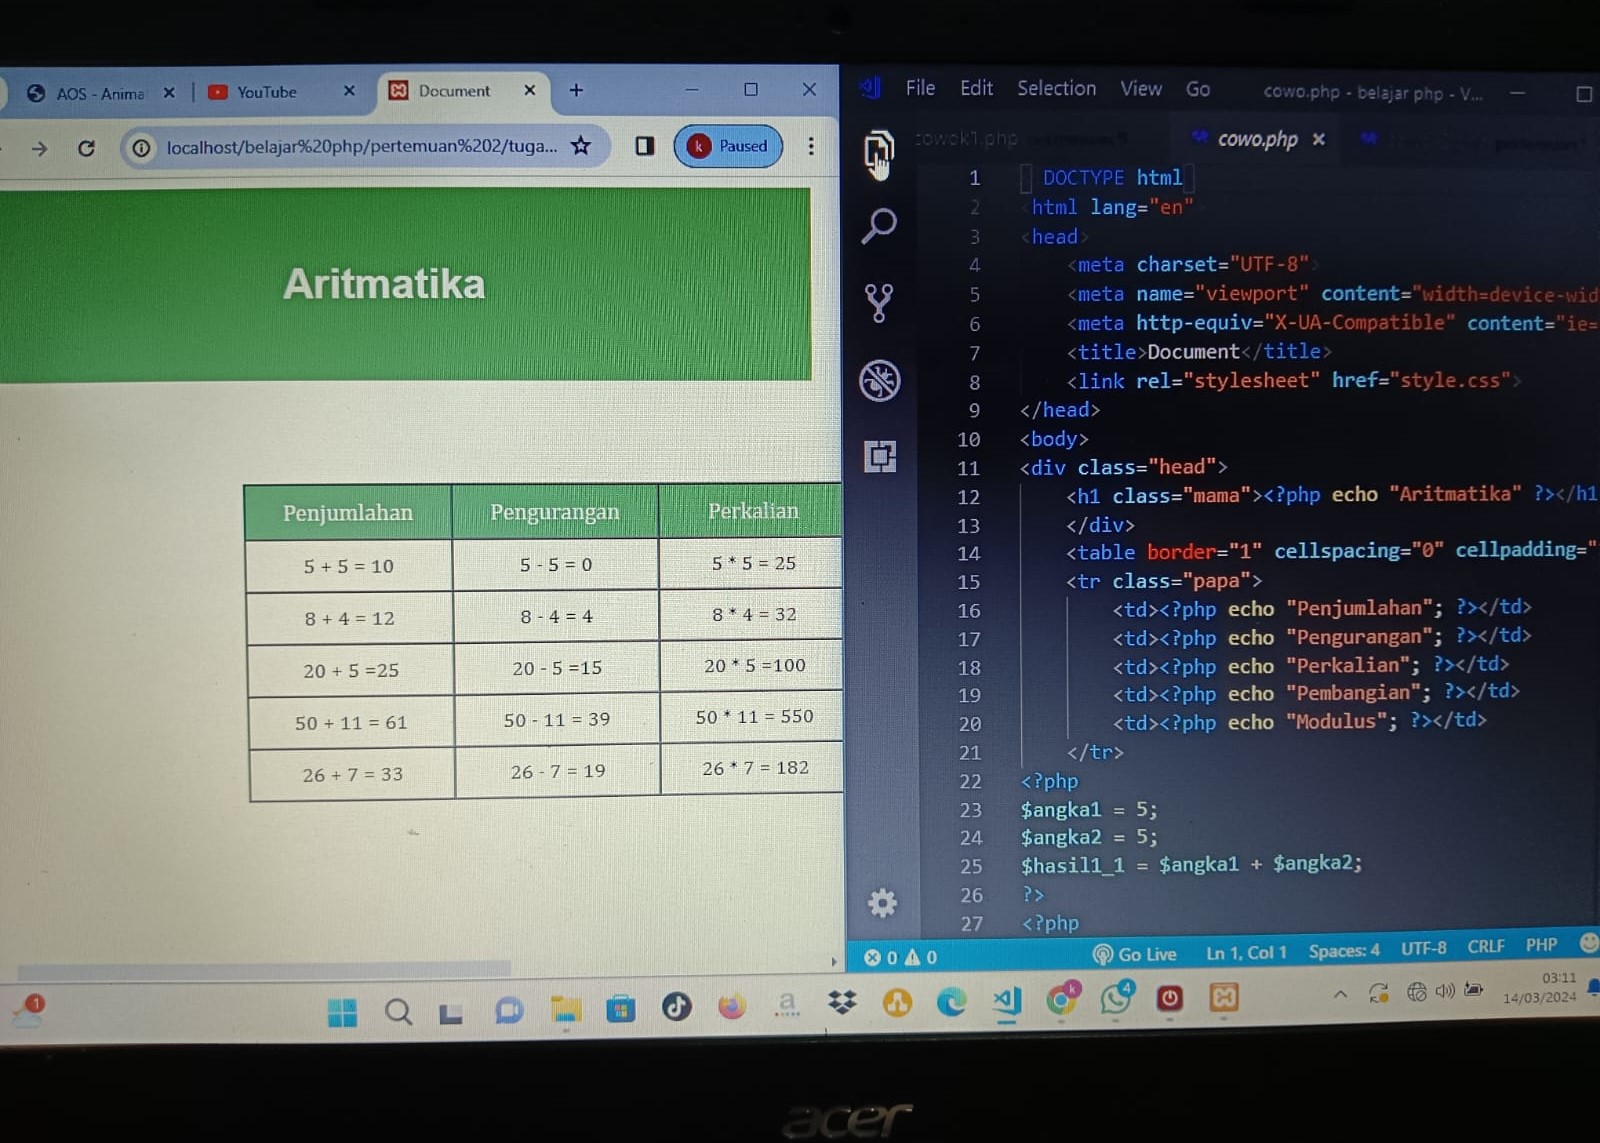 AOS - Anima
YouTube
Document
localhost/belajar%20php/pertemuan%202/tuga...
k Paused
Aritmatika
Penjumlahan Pengurangan Perkalian
5 + 5 = 10 5 - 5 = 0 5 * 5 = 25
8 + 4 = 12 8 - 4 = 4 8 * 4 = 32
20 + 5 =25 20 - 5 =15 20 * 5 =100
50 + 11 = 61 50 - 11 = 39 50 * 11 = 550
26 + 7 = 33 26 - 7 = 19 26 * 7 = 182
File Edit Selection View Go cowo.php - belajar php - V...
cowok1.php cowo.php
1 DOCTYPE html
2 <html lang="en"
3 <head>
4 <meta charset="UTF-8">
5 <meta name="viewport" content="width=device-wid
6 <meta http-equiv="X-UA-Compatible" content="ie=
7 <title>Document</title>
8 <link rel="stylesheet" href="style.css">
9 </head>
10 <body>
11 <div class="head">
12 <h1 class="mama"><?php echo "Aritmatika" ?></h1
13 </div>
14 <table border="1" cellspacing="0" cellpadding="
15 <tr class="papa">
16 <td><?php echo "Penjumlahan"; ?></td>
17 <td><?php echo "Pengurangan"; ?></td>
18 <td><?php echo "Perkalian"; ?></td>
19 <td><?php echo "Pembangian"; ?></td>
20 <td><?php echo "Modulus"; ?></td>
21 </tr>
22 <?php
23 $angka1 = 5;
24 $angka2 = 5;
25 $hasil1_1 = $angka1 + $angka2;
26 ?>
27 <?php
0 0 Go Live Ln 1, Col 1 Spaces: 4 UTF-8 CRLF PHP
1
a
k
4
03:11
14/03/2024
acer